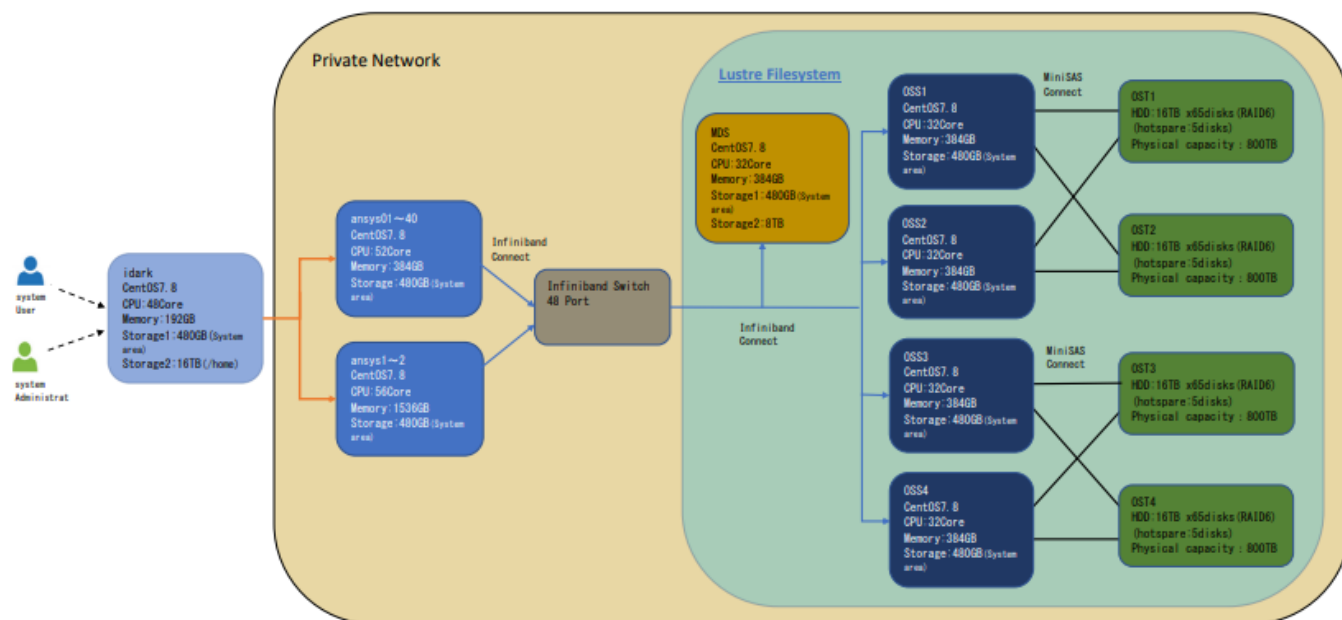 Private Network
Lustre Filesystem
system
User
system
Administrat
idark
CentOS7.8
CPU:48Core
Memory:192GB
Storage1:480GB(System
area)
Storage2:16TB(/home)
ansys01～40
CentOS7.8
CPU:52Core
Memory:384GB
Storage:480GB(System
area)
ansys1～2
CentOS7.8
CPU:56Core
Memory:1536GB
Storage:480GB(System
area)
Infiniband
Connect
Infiniband Switch
48 Port
Infiniband
Connect
MDS
CentOS7.8
CPU:32Core
Memory:384GB
Storage1:480GB(System
area)
Storage2:8TB
OSS1
CentOS7.8
CPU:32Core
Memory:384GB
Storage:480GB(System
area)
OSS2
CentOS7.8
CPU:32Core
Memory:384GB
Storage:480GB(System
area)
OSS3
CentOS7.8
CPU:32Core
Memory:384GB
Storage:480GB(System
area)
OSS4
CentOS7.8
CPU:32Core
Memory:384GB
Storage:480GB(System
area)
MiniSAS
Connect
MiniSAS
Connect
OST1
HDD:16TB x65disks(RAID6)
(hotspare:5disks)
Physical capacity：800TB
OST2
HDD:16TB x65disks(RAID6)
(hotspare:5disks)
Physical capacity：800TB
OST3
HDD:16TB x65disks(RAID6)
(hotspare:5disks)
Physical capacity：800TB
OST4
HDD:16TB x65disks(RAID6)
(hotspare:5disks)
Physical capacity：800TB